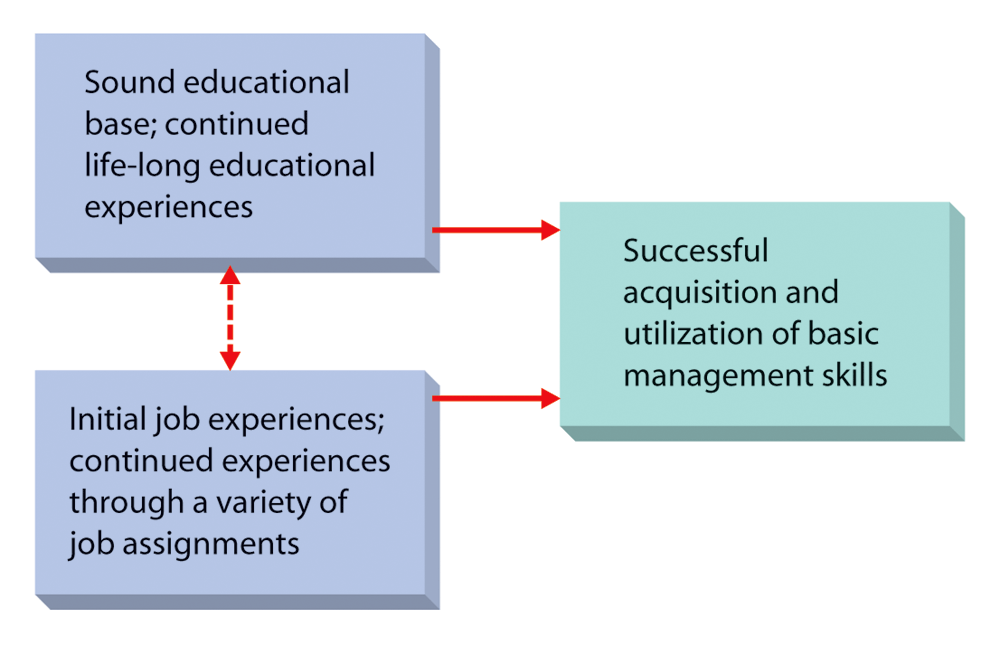 Sound educational
base; continued
life-long educational
experiences
Successful
acquisition and
utilization of basic
management skills
Initial job experiences;
continued experiences
through a variety of
job assignments